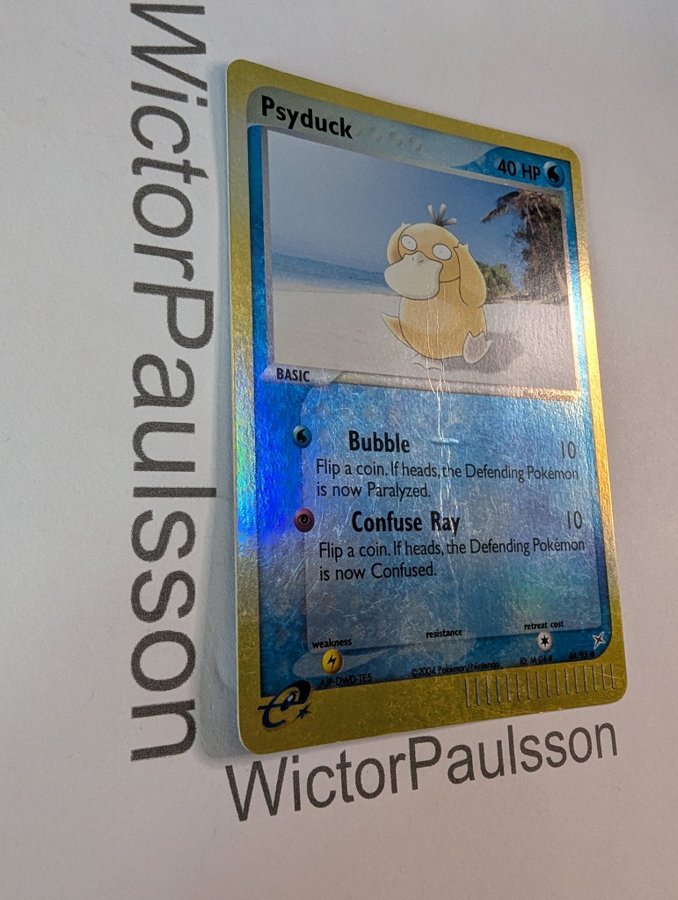 WictorPaulsson
Psyduck
40 HP
BASIC
Bubble 10
Flip a coin. If heads, the Defending Pokémon
is now Paralyzed.
Confuse Ray 10
Flip a coin. If heads, the Defending Pokémon
is now Confused.
weakness resistance retreat cost
©2004 Pokémon/Nintendo
WictorPaulsson